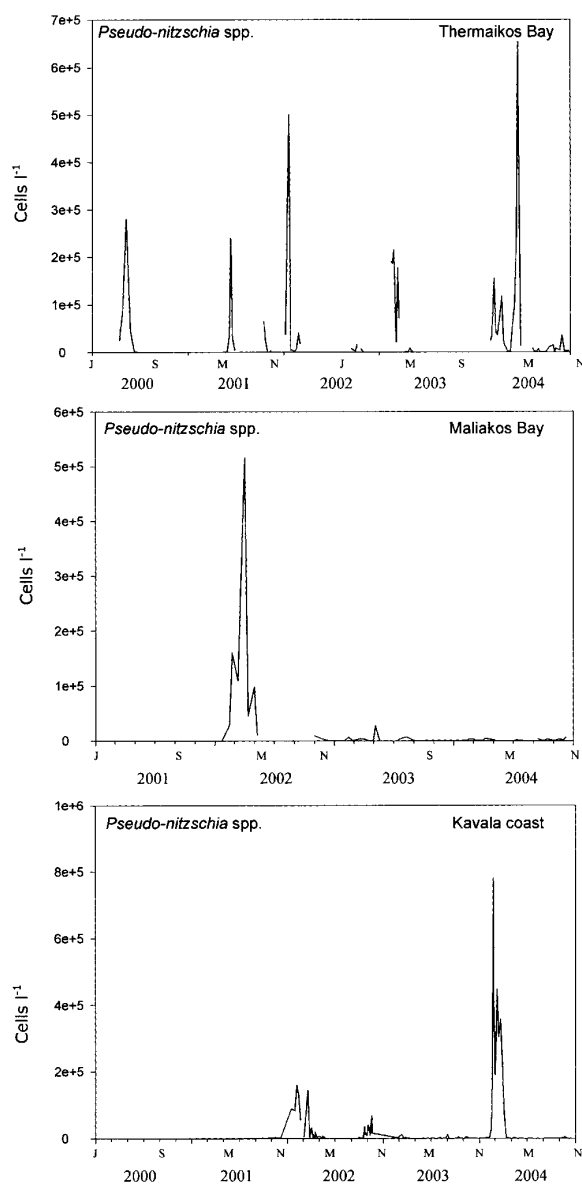 Pseudo-nitzschia spp. Thermaikos Bay
7e+5
6e+5
5e+5
4e+5
3e+5
2e+5
1e+5
0
Cells l⁻¹
J S M N J M S M N
2000 2001 2002 2003 2004
Pseudo-nitzschia spp. Maliakos Bay
6e+5
5e+5
4e+5
3e+5
2e+5
1e+5
0
Cells l⁻¹
J S M N S M N
2001 2002 2003 2004
Pseudo-nitzschia spp. Kavala coast
1e+6
8e+5
6e+5
4e+5
2e+5
0
Cells l⁻¹
J S M N M N M N M N
2000 2001 2002 2003 2004